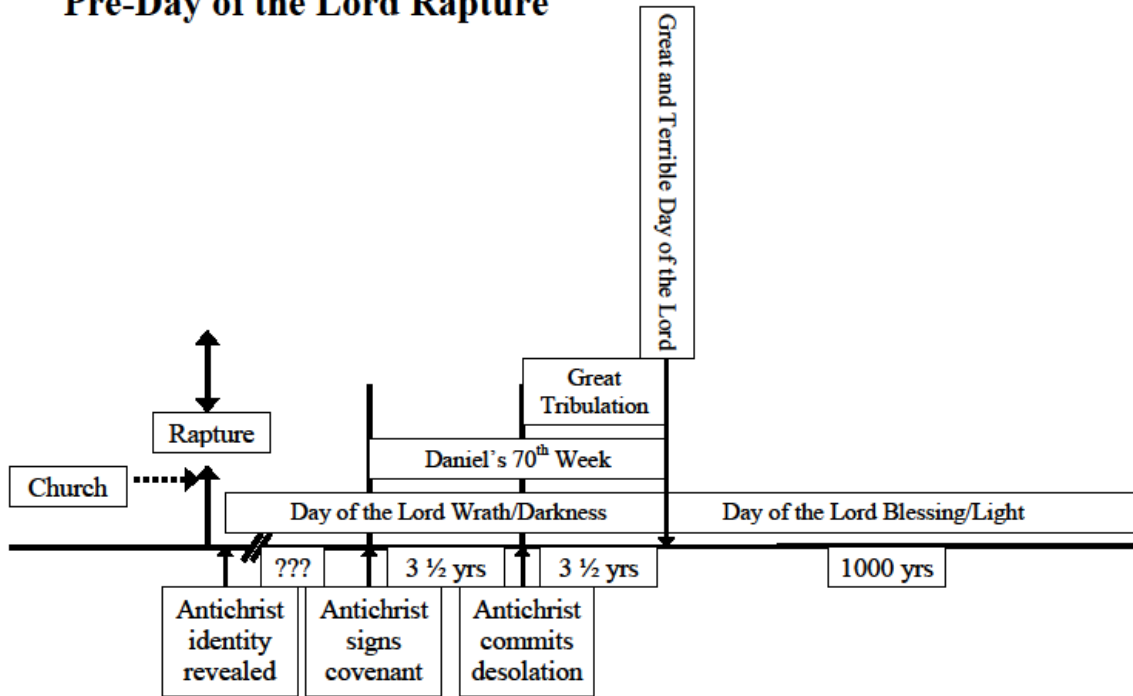 Pre-Day of the Lord Rapture
Great and Terrible Day of the Lord
Great
Tribulation
Rapture
Daniel's 70th Week
Church
Day of the Lord Wrath/Darkness
Day of the Lord Blessing/Light
???
3 ½ yrs
3 ½ yrs
1000 yrs
Antichrist
identity
revealed
Antichrist
signs
covenant
Antichrist
commits
desolation